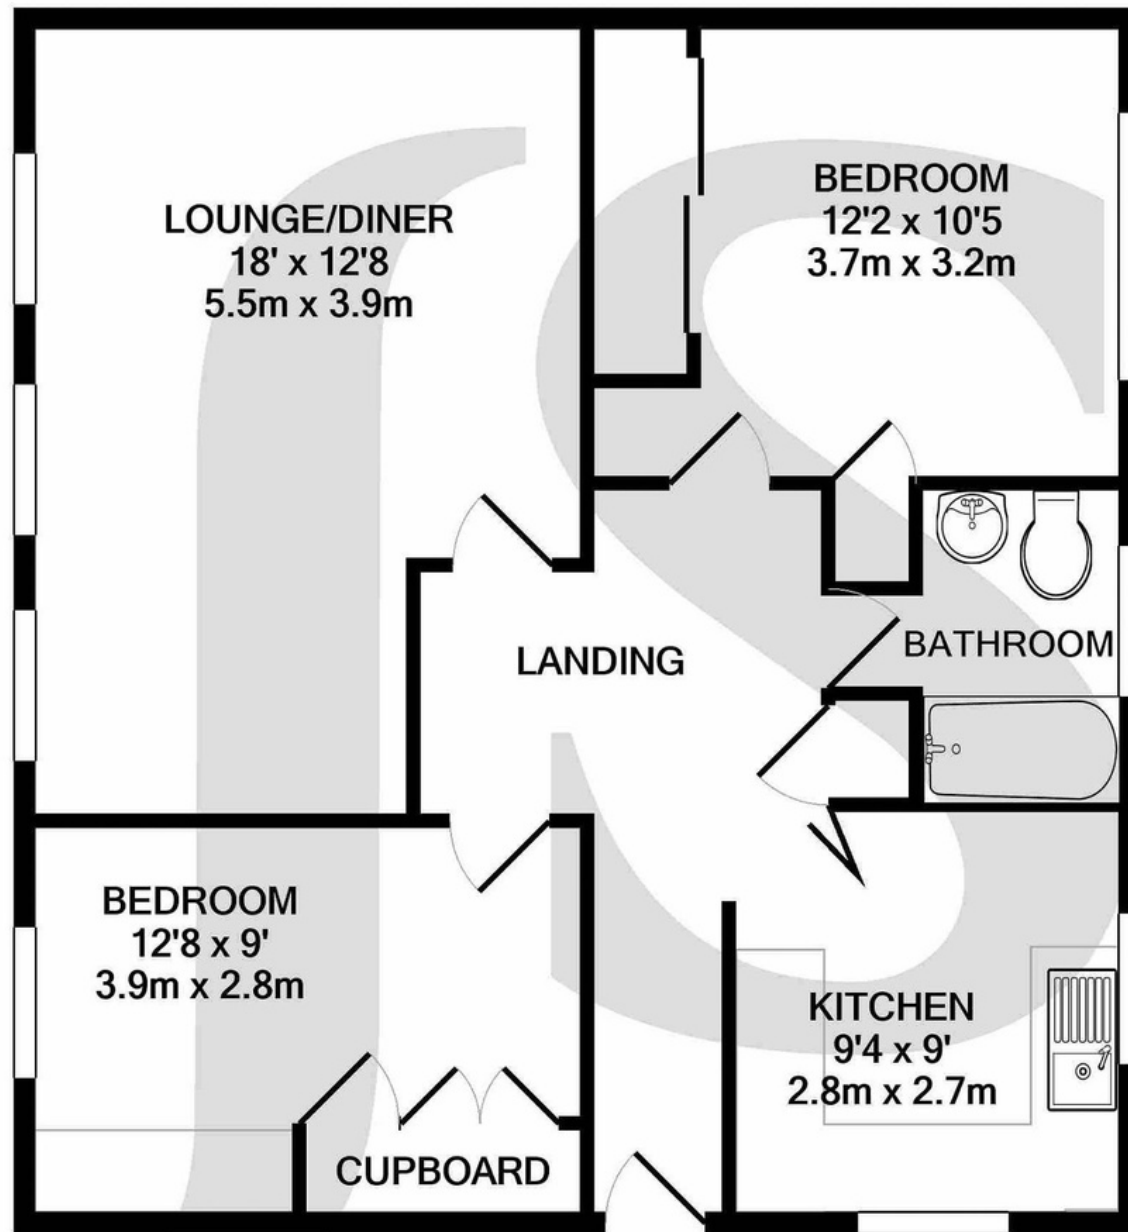 LOUNGE/DINER
18' x 12'8
5.5m x 3.9m
BEDROOM
12'2 x 10'5
3.7m x 3.2m
LANDING
BATHROOM
BEDROOM
12'8 x 9'
3.9m x 2.8m
KITCHEN
9'4 x 9'
2.8m x 2.7m
CUPBOARD